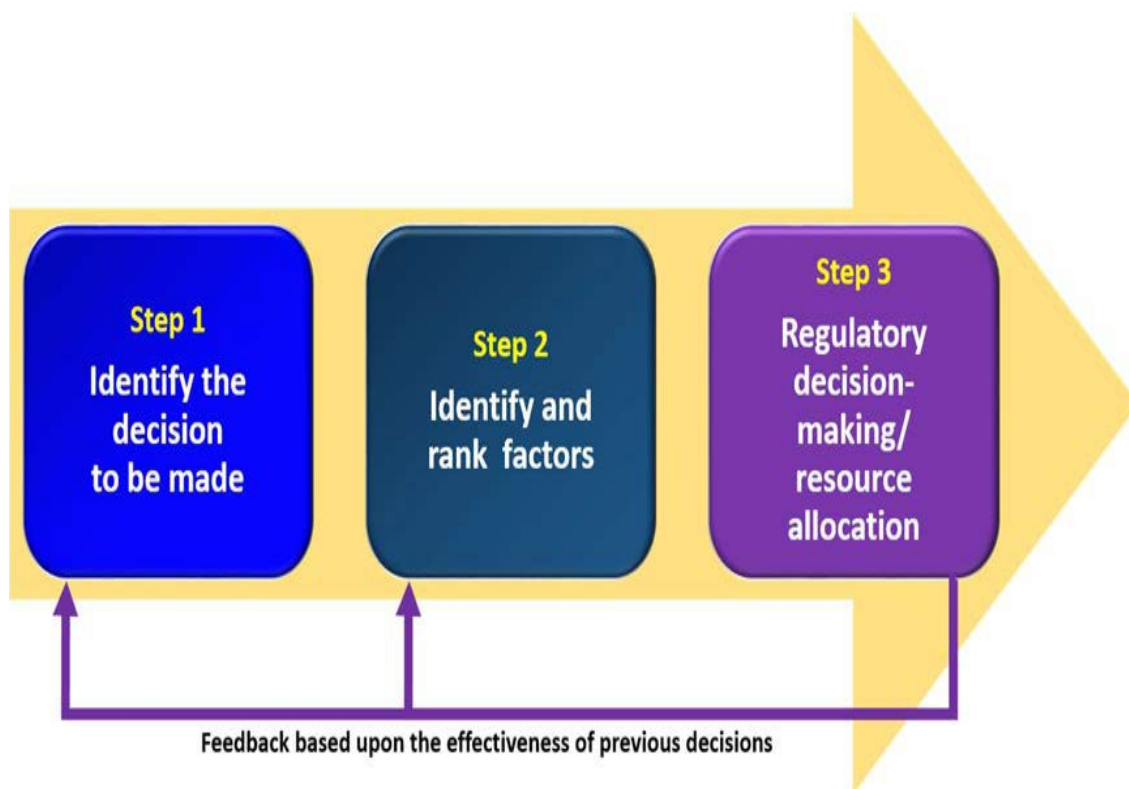 Step 1
Identify the
decision
to be made
Step 2
Identify and
rank factors
Step 3
Regulatory
decision-
making/
resource
allocation
Feedback based upon the effectiveness of previous decisions